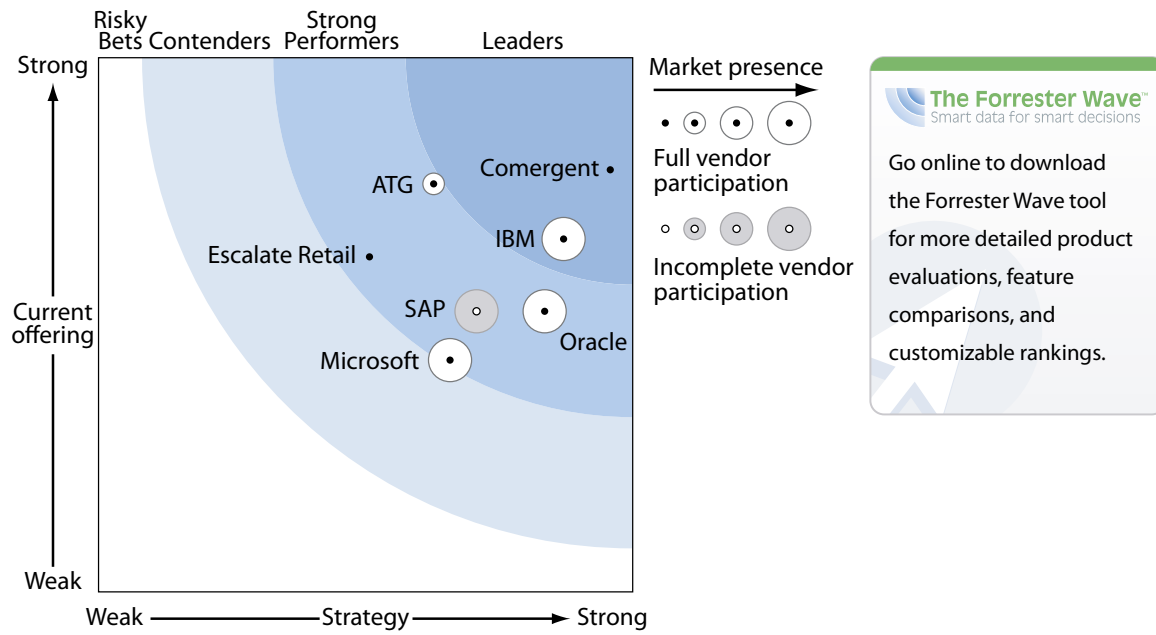 Risky
Bets
Contenders
Strong
Performers
Leaders
Strong
Current
offering
Weak
Weak
Strategy
Strong
Comergent
ATG
IBM
Escalate Retail
SAP
Oracle
Microsoft
Market presence
Full vendor
participation
Incomplete vendor
participation
The Forrester Wave™
Smart data for smart decisions
Go online to download
the Forrester Wave tool
for more detailed product
evaluations, feature
comparisons, and
customizable rankings.